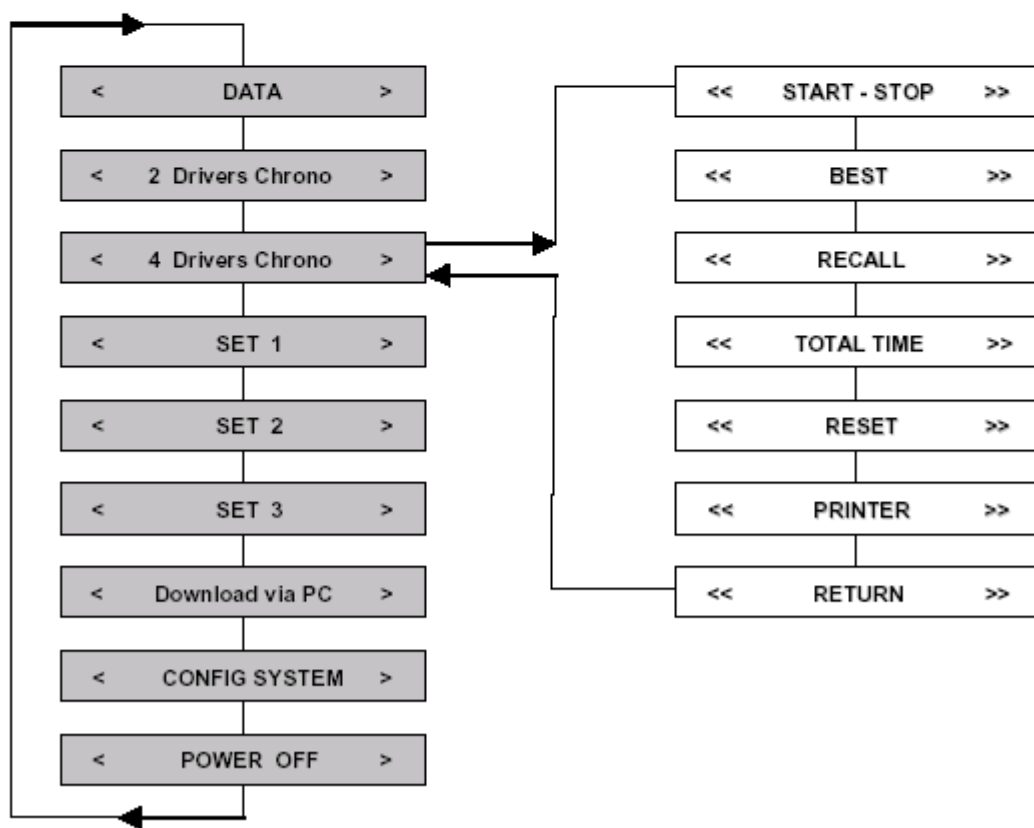 < DATA >
< 2 Drivers Chrono >
< 4 Drivers Chrono >
< SET 1 >
< SET 2 >
< SET 3 >
< Download via PC >
< CONFIG SYSTEM >
< POWER OFF >
<< START - STOP >>
<< BEST >>
<< RECALL >>
<< TOTAL TIME >>
<< RESET >>
<< PRINTER >>
<< RETURN >>